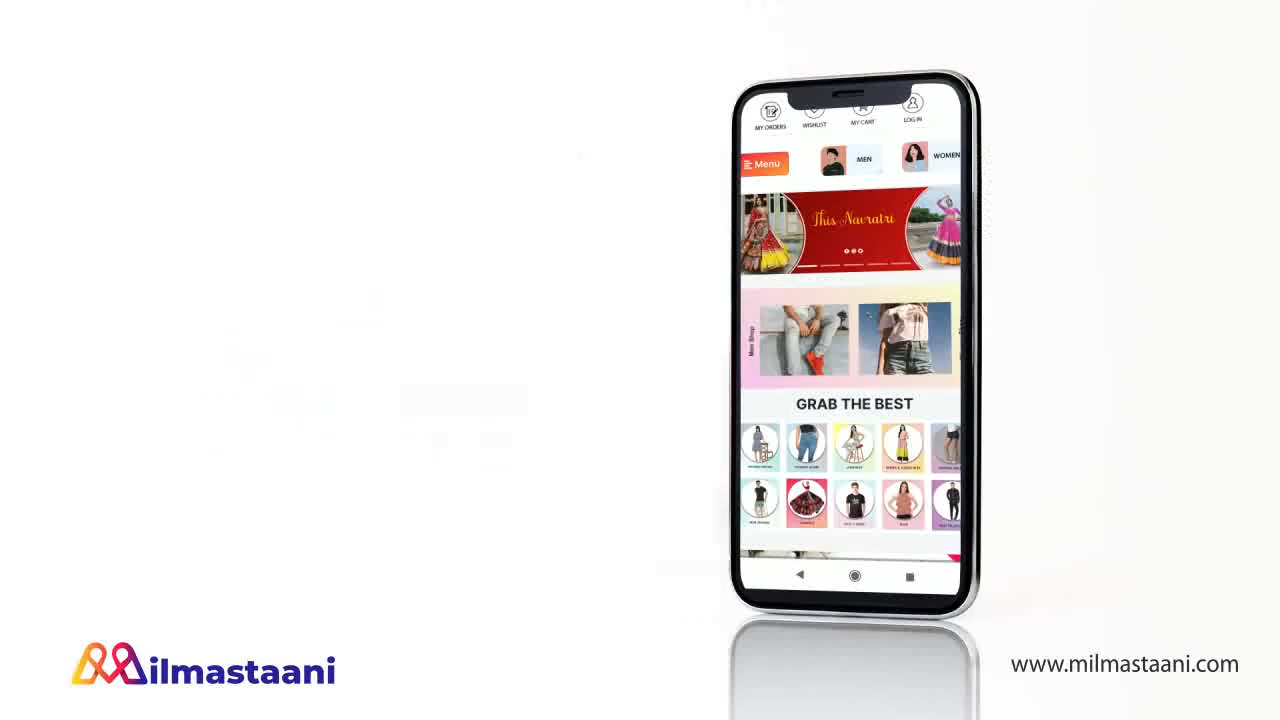 MY ORDERS
WISHLIST
MY CART
LOG IN
Menu
MEN
WOMEN
This Navratri
Men Shop
GRAB THE BEST
Milmastaani
www.milmastaani.com